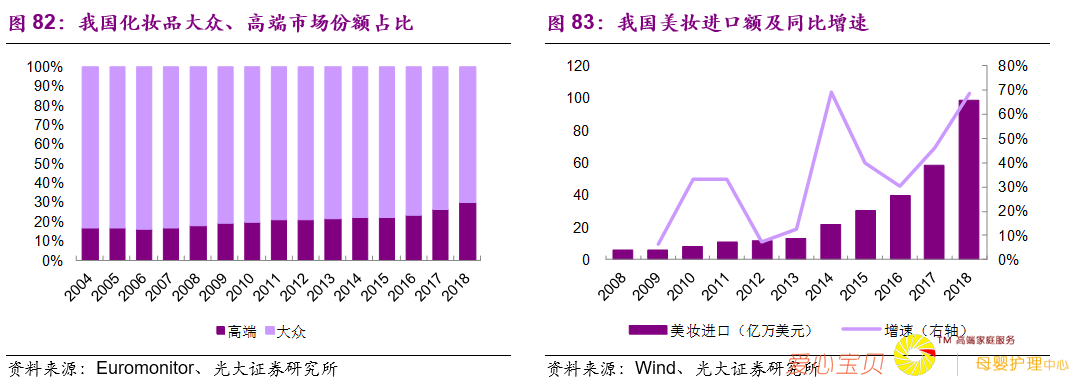 图 82：我国化妆品大众、高端市场份额占比
100%
90%
80%
70%
60%
50%
40%
30%
20%
10%
0%
2004 2005 2006 2007 2008 2009 2010 2011 2012 2013 2014 2015 2016 2017 2018
高端 大众
资料来源：Euromonitor、光大证券研究所
图 83：我国美妆进口额及同比增速
120
100
80
60
40
20
0
80%
70%
60%
50%
40%
30%
20%
10%
0%
2008 2009 2010 2011 2012 2013 2014 2015 2016 2017 2018
美妆进口（亿万美元） 增速（右轴）
资料来源：Wind、光大证券研究所
爱心宝贝
TM 高端家庭服务
母婴护理中心